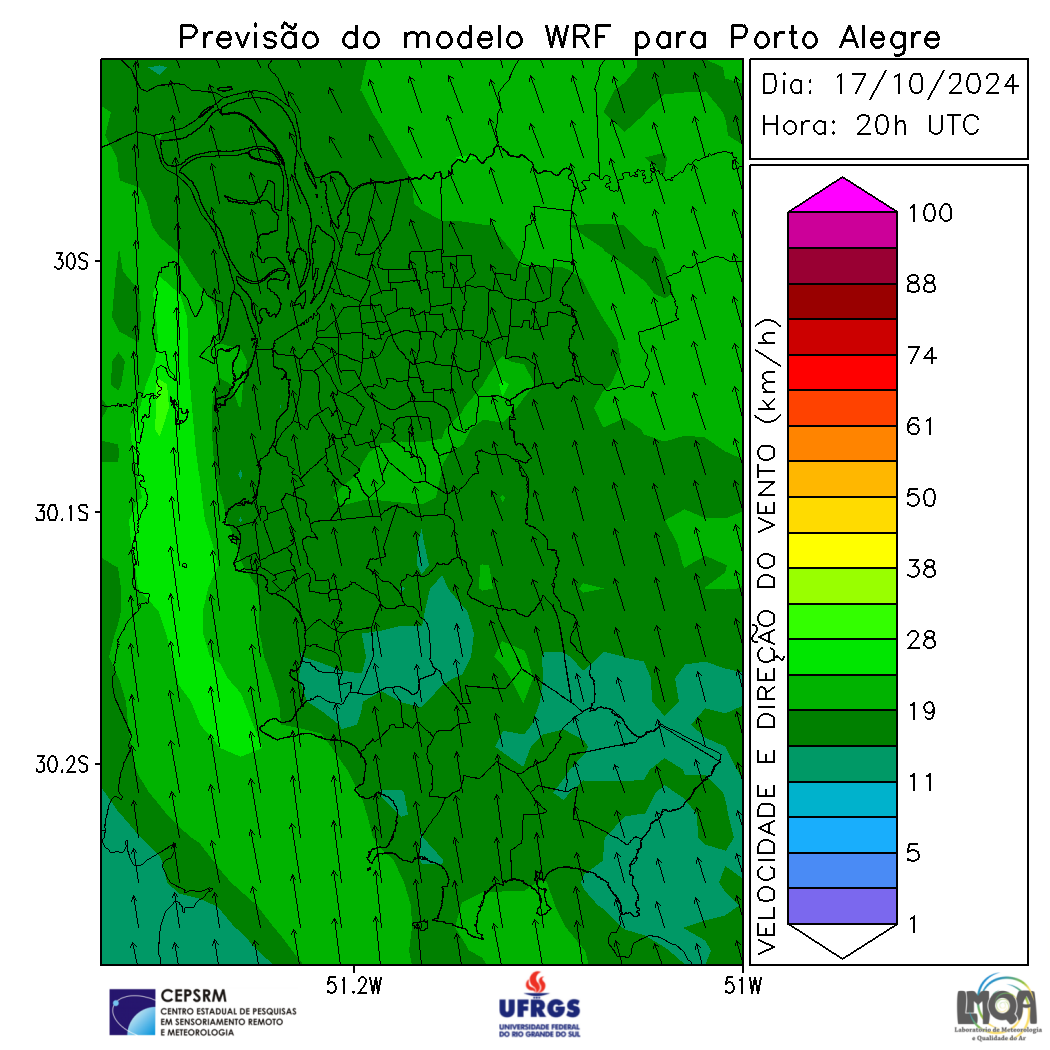 Previsão do modelo WRF para Porto Alegre
Dia: 17/10/2024
Hora: 20h UTC
100
88
74
61
50
38
28
19
11
5
1
VELOCIDADE E DIREÇÃO DO VENTO (km/h)
30S
30.1S
30.2S
51.2W
51W
CEPSRM
CENTRO ESTADUAL DE PESQUISAS
EM SENSORIAMENTO REMOTO
E METEOROLOGIA
UFRGS
UNIVERSIDADE FEDERAL
DO RIO GRANDE DO SUL
LMQA
Laboratório de Meteorologia
e Qualidade do Ar